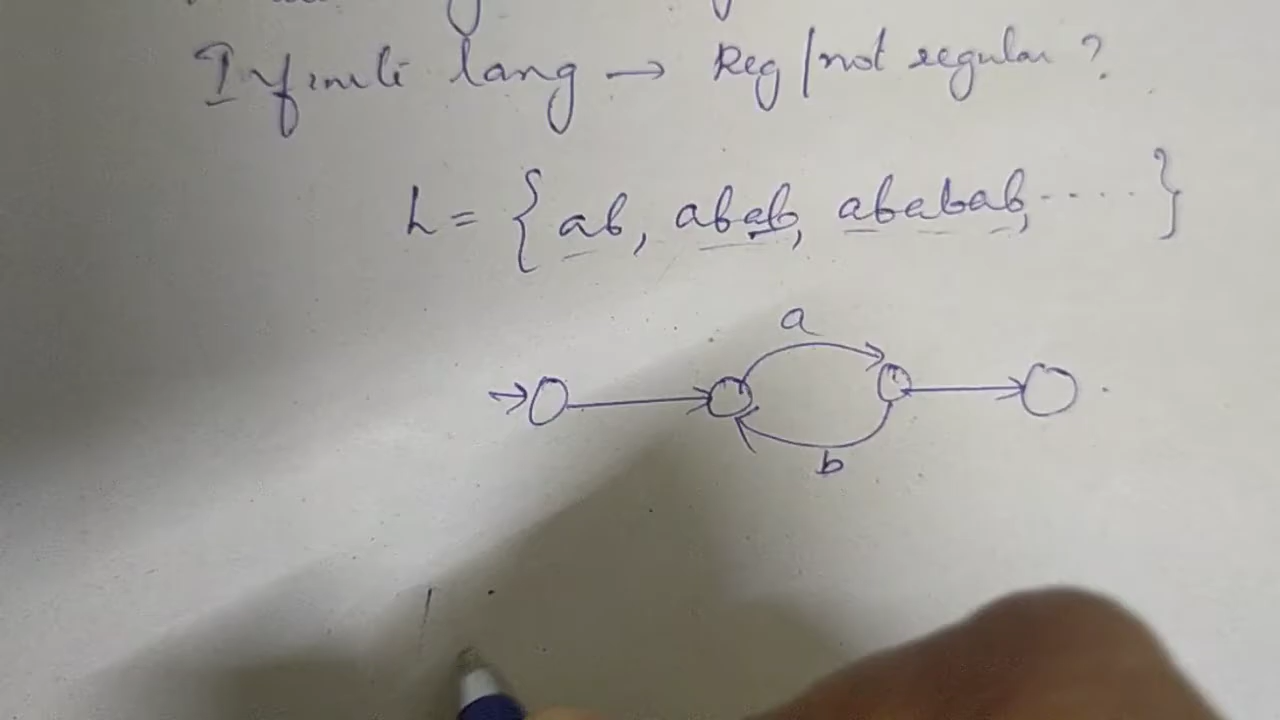 Infinite lang → Reg / not regular ?
L = { ab, abab, ababab, ..... }
a
b